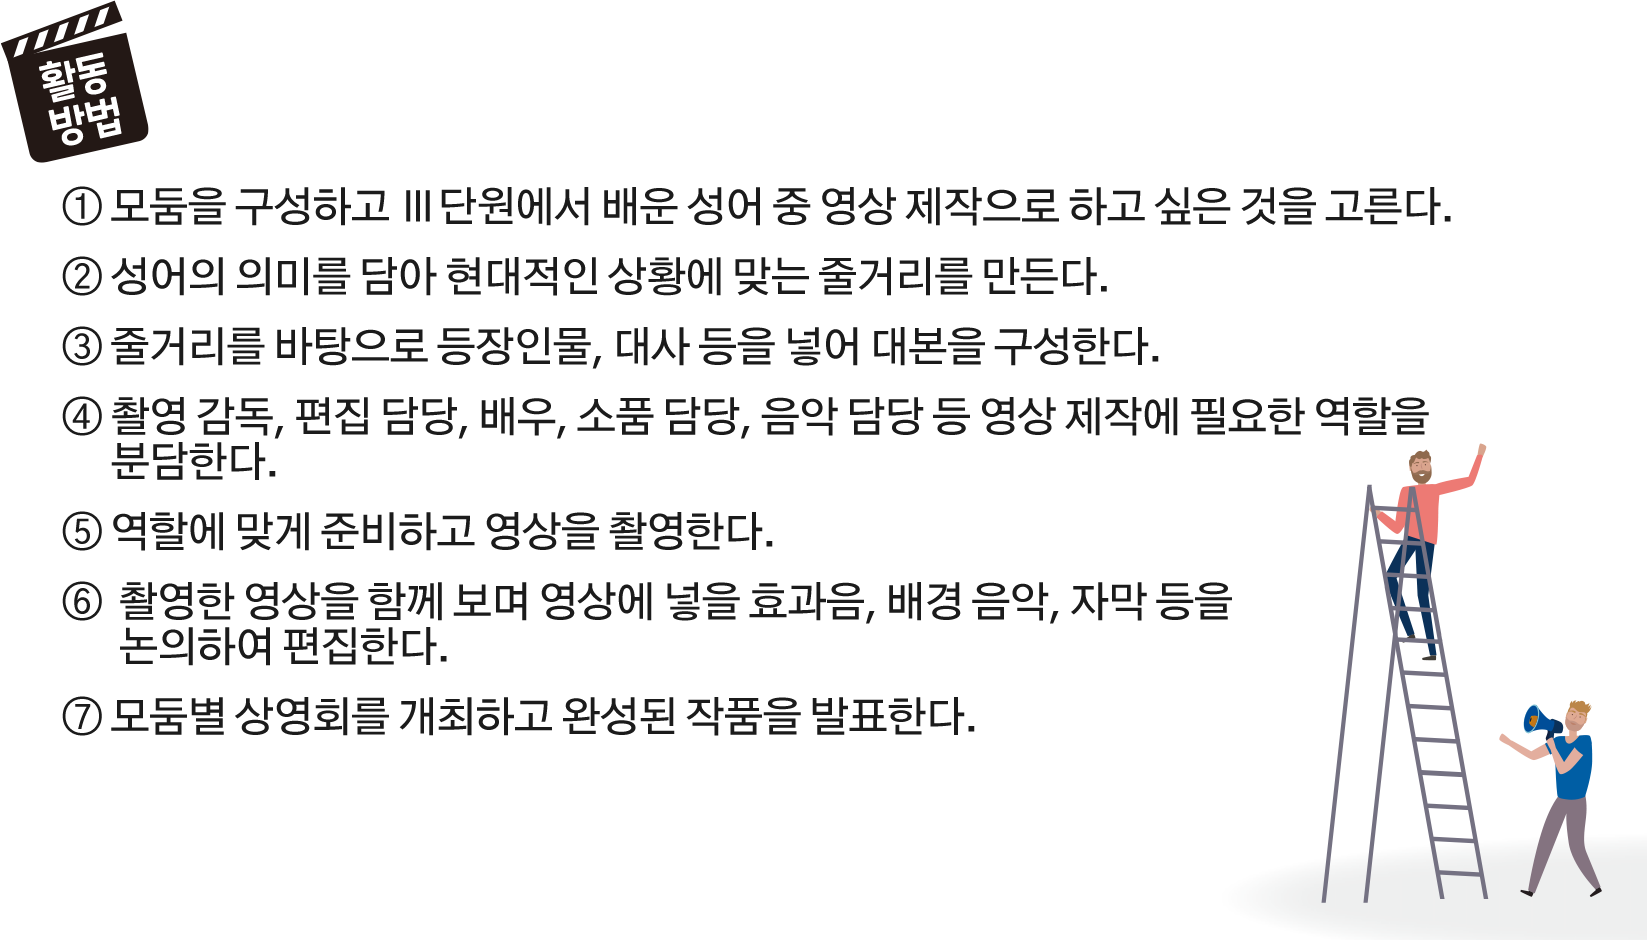 활동
방법
① 모둠을 구성하고 Ⅲ단원에서 배운 성어 중 영상 제작으로 하고 싶은 것을 고른다.
② 성어의 의미를 담아 현대적인 상황에 맞는 줄거리를 만든다.
③ 줄거리를 바탕으로 등장인물, 대사 등을 넣어 대본을 구성한다.
④ 촬영 감독, 편집 담당, 배우, 소품 담당, 음악 담당 등 영상 제작에 필요한 역할을
분담한다.
⑤ 역할에 맞게 준비하고 영상을 촬영한다.
⑥ 촬영한 영상을 함께 보며 영상에 넣을 효과음, 배경 음악, 자막 등을
논의하여 편집한다.
⑦ 모둠별 상영회를 개최하고 완성된 작품을 발표한다.